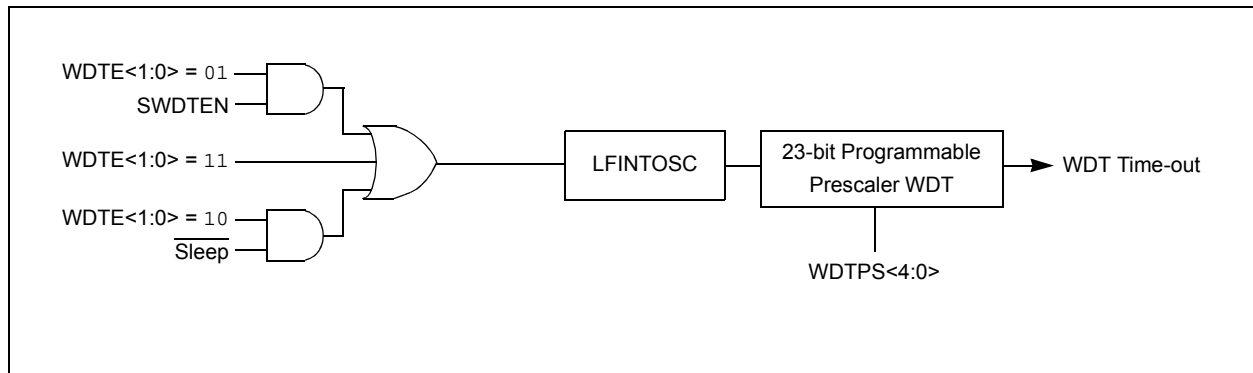 WDTE<1:0> = 01
SWDTEN
WDTE<1:0> = 11
WDTE<1:0> = 10
Sleep
LFINTOSC
23-bit Programmable
Prescaler WDT
WDT Time-out
WDTPS<4:0>